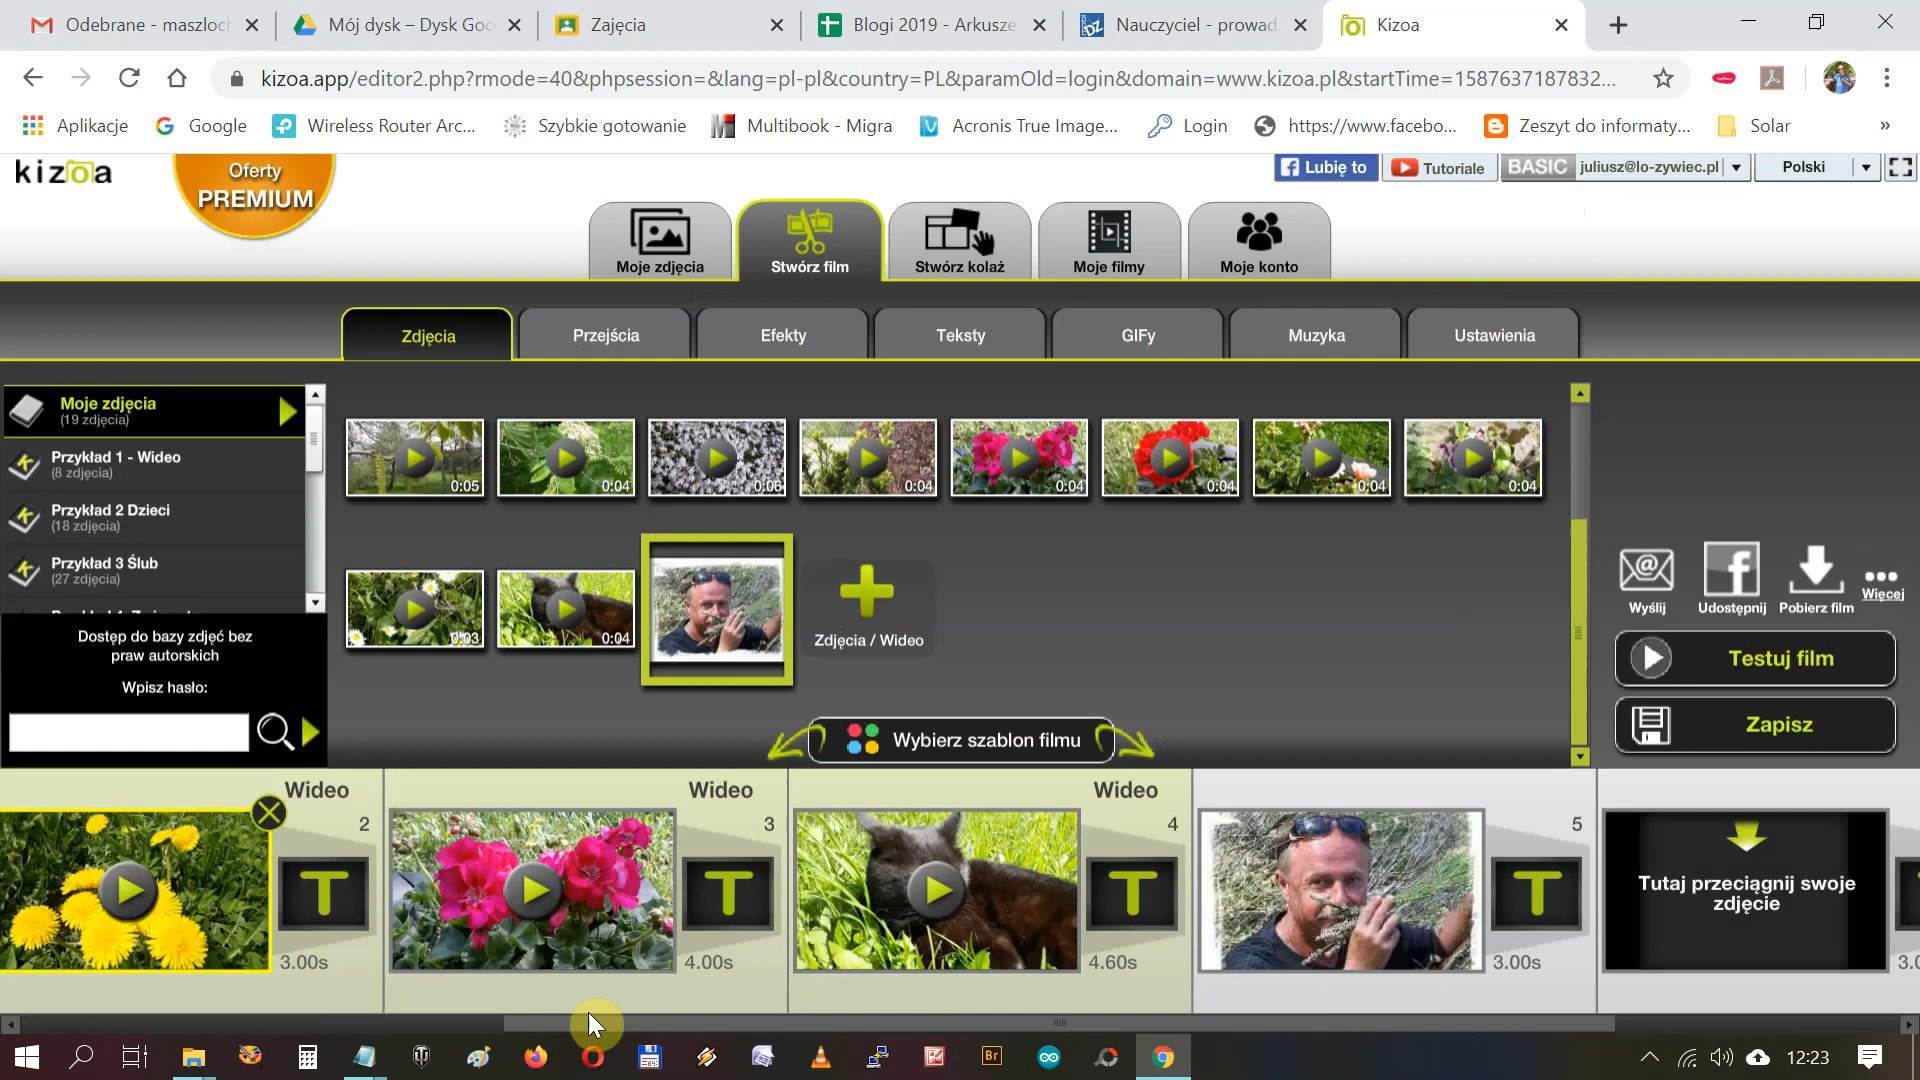 Odebrane - maszloch
Mój dysk – Dysk Goo
Zajęcia
Blogi 2019 - Arkusze
Nauczyciel - prowad
Kizoa
kizoa.app/editor2.php?rmode=40&phpsession=&lang=pl-pl&country=PL&paramOld=login&domain=www.kizoa.pl&startTime=1587637187832...
Aplikacje
Google
Wireless Router Arc...
Szybkie gotowanie
Multibook - Migra
Acronis True Image...
Login
https://www.facebo...
Zeszyt do informaty...
Solar
»
kizoa
Oferty
PREMIUM
Lubię to
Tutoriale
BASIC
juliusz@lo-zywiec.pl
Polski
Moje zdjęcia
Stwórz film
Stwórz kolaż
Moje filmy
Moje konto
Zdjęcia
Przejścia
Efekty
Teksty
GIFy
Muzyka
Ustawienia
Moje zdjęcia
(19 zdjęcia)
Przykład 1 - Wideo
(8 zdjęcia)
Przykład 2 Dzieci
(18 zdjęcia)
Przykład 3 Ślub
(27 zdjęcia)
Dostęp do bazy zdjęć bez
praw autorskich
Wpisz hasło:
0:05
0:04
0:06
0:04
0:04
0:04
0:04
0:04
0:03
0:04
Zdjęcia / Wideo
Wybierz szablon filmu
Wyślij
Udostępnij
Pobierz film
Więcej
Testuj film
Zapisz
Wideo
2
T
3.00s
Wideo
3
T
4.00s
Wideo
4
T
4.60s
5
T
3.00s
Tutaj przeciągnij swoje
zdjęcie
3.0
Br
12:23